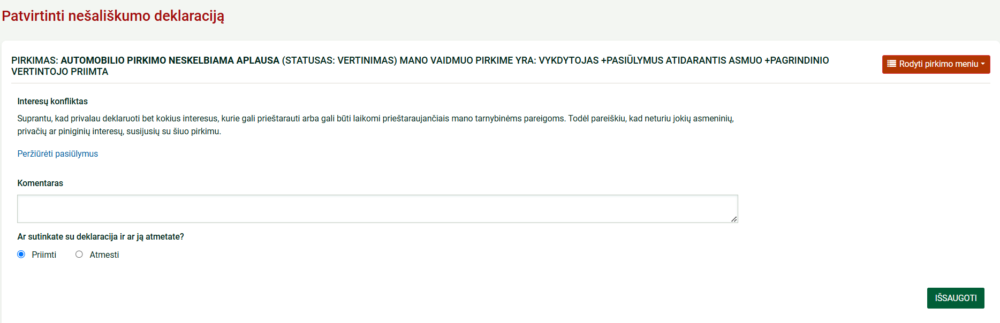 Patvirtinti nešališkumo deklaraciją
PIRKIMAS: AUTOMOBILIO PIRKIMO NESKELBIAMA APLAUSA (STATUSAS: VERTINIMAS) MANO VAIDMUO PIRKIME YRA: VYKDYTOJAS +PASIŪLYMUS ATIDARANTIS ASMUO +PAGRINDINIO
VERTINTOJO PRIIMTA
Rodyti pirkimo meniu
Interesų konfliktas
Suprantu, kad privalau deklaruoti bet kokius interesus, kurie gali prieštarauti arba gali būti laikomi prieštaraujančiais mano tarnybinėms pareigoms. Todėl pareiškiu, kad neturiu jokių asmeninių,
privačių ar piniginių interesų, susijusių su šiuo pirkimu.
Peržiūrėti pasiūlymus
Komentaras
Ar sutinkate su deklaracija ir ar ją atmetate?
Priimti Atmesti
IŠSAUGOTI